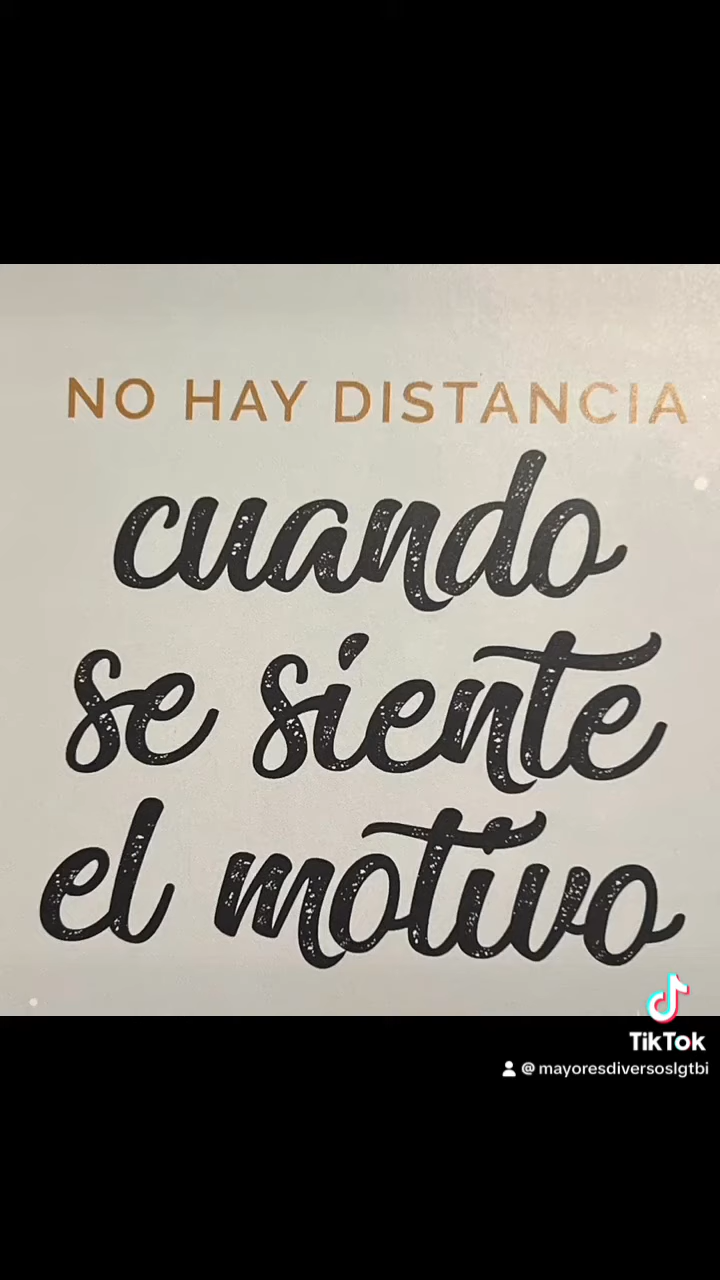 NO HAY DISTANCIA
cuando
se siente
el motivo
TikTok
@mayoresdiversoslgtbi